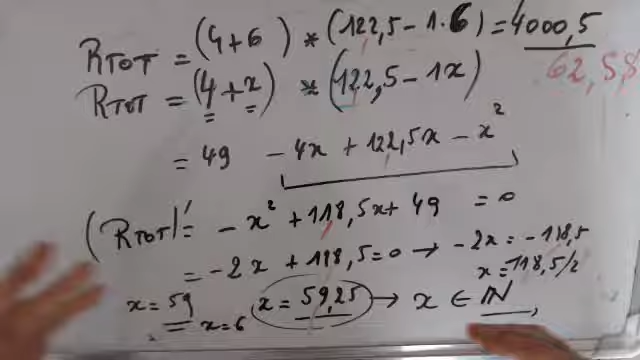 RTOT = (4+6) * (122,5-1.6) = 4000,5
62,58
RTOT = (4+x) * (122,5-1x)
= 49 - 4x + 122,5x - x²
(RTOT)' = - x² + 118,5x + 49 = 0
= -2x + 118,5 = 0 → -2x = -118,5
x = 118,5/2
x = 59 x = 59,25 → x ∈ IN
x = 6